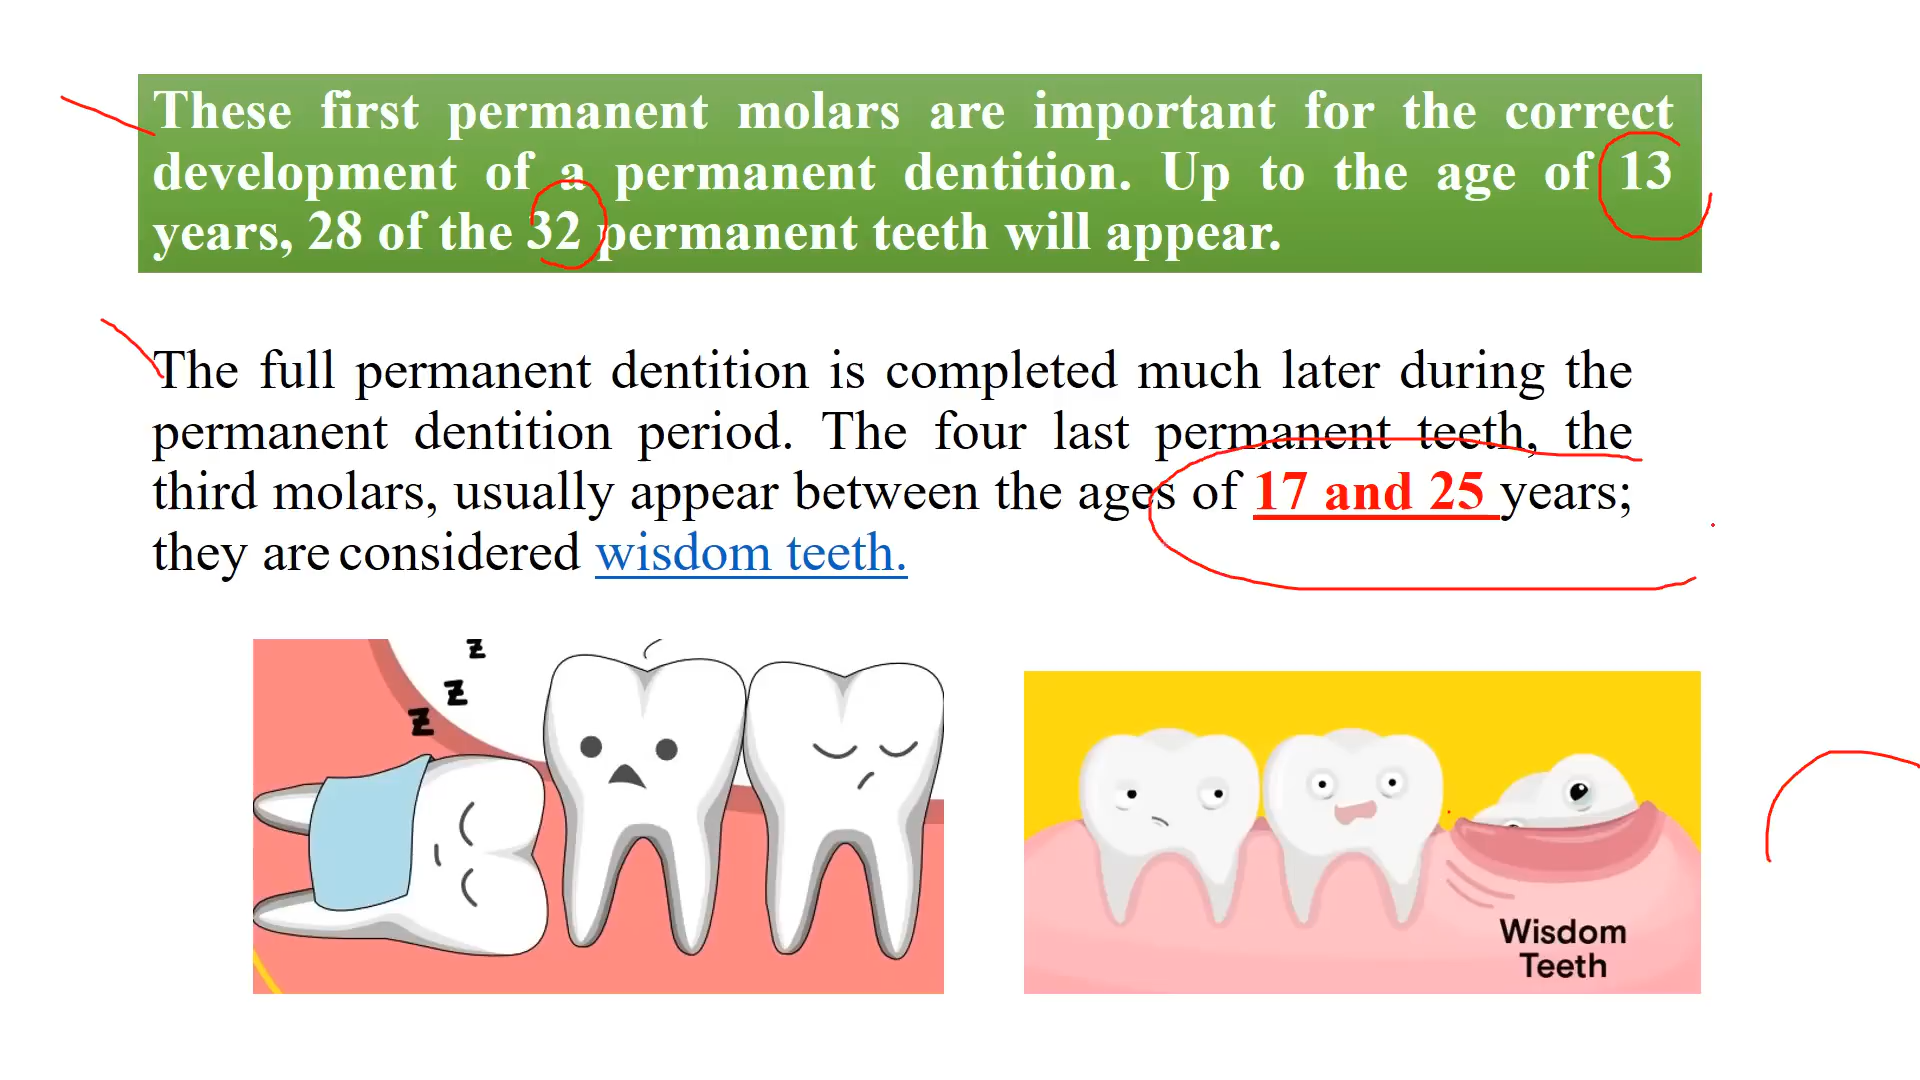 These first permanent molars are important for the correct
development of a permanent dentition. Up to the age of 13
years, 28 of the 32 permanent teeth will appear.
The full permanent dentition is completed much later during the
permanent dentition period. The four last permanent teeth, the
third molars, usually appear between the ages of 17 and 25 years;
they are considered wisdom teeth.
z
z
z
Wisdom
Teeth